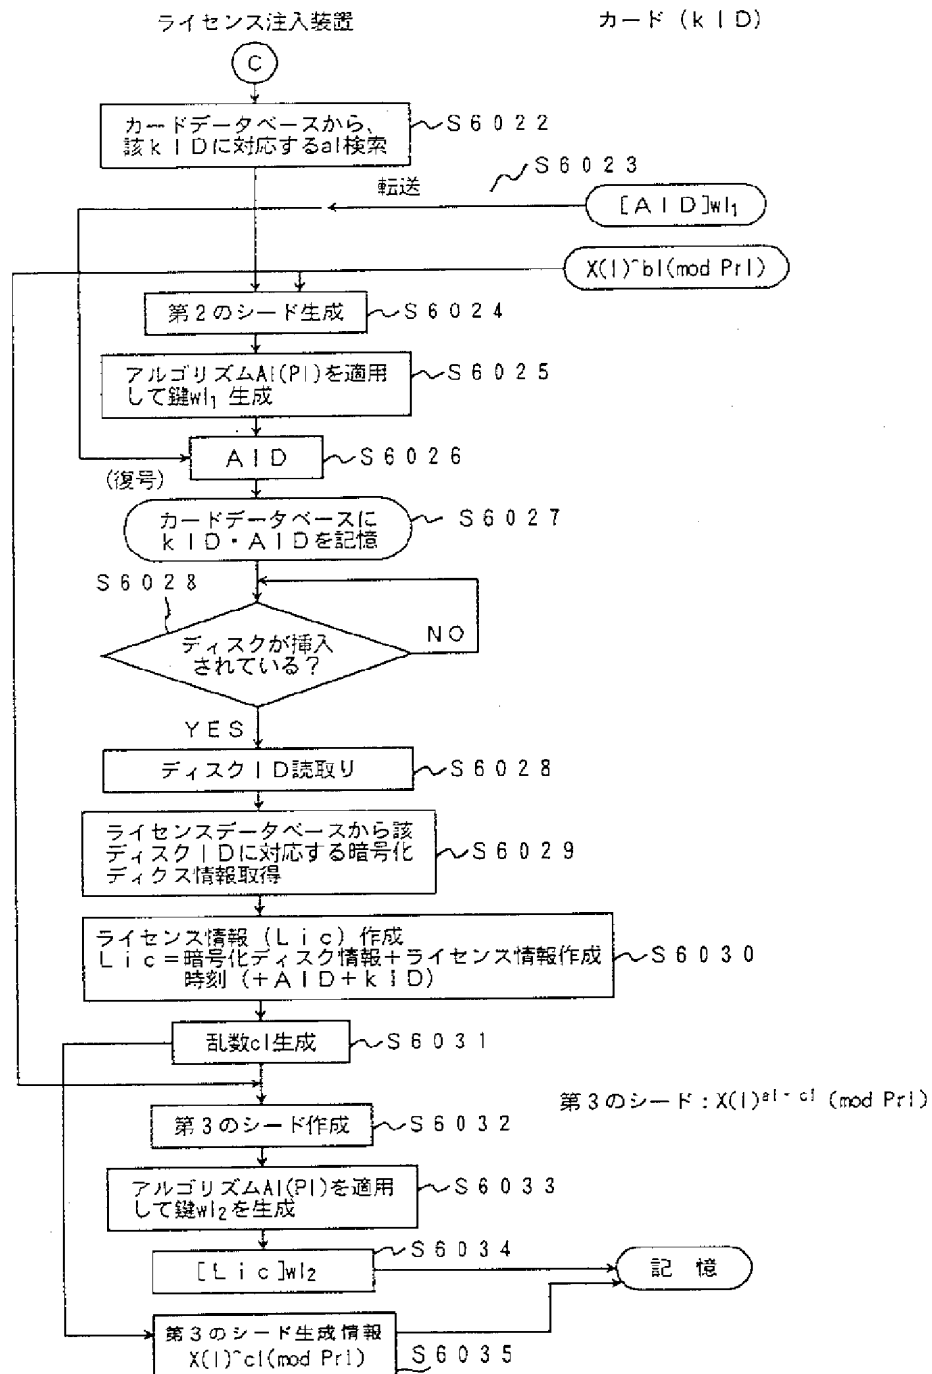 ライセンス注入装置
カード (kID)
C
カードデータベースから、
該kIDに対応するal検索
S6022
S6023
転送
[AID]wl₁
X(l)^bl(mod Prl)
第2のシード生成
S6024
アルゴリズムAl(Pl)を適用
して鍵wl₁生成
S6025
AID
S6026
(復号)
カードデータベースに
kID・AIDを記憶
S6027
S6028
ディスクが挿入
されている?
NO
YES
ディスクID読取り
S6028
ライセンスデータベースから該
ディスクIDに対応する暗号化
ディクス情報取得
S6029
ライセンス情報 (Lic) 作成
Lic=暗号化ディスク情報+ライセンス情報作成
時刻 (+AID+kID)
S6030
乱数cl生成
S6031
第3のシード:X(l)^al·cl (mod Prl)
第3のシード作成
S6032
アルゴリズムAl(Pl)を適用
して鍵wl₂を生成
S6033
[Lic]wl₂
S6034
記憶
第3のシード生成情報
X(l)^cl(mod Prl)
S6035